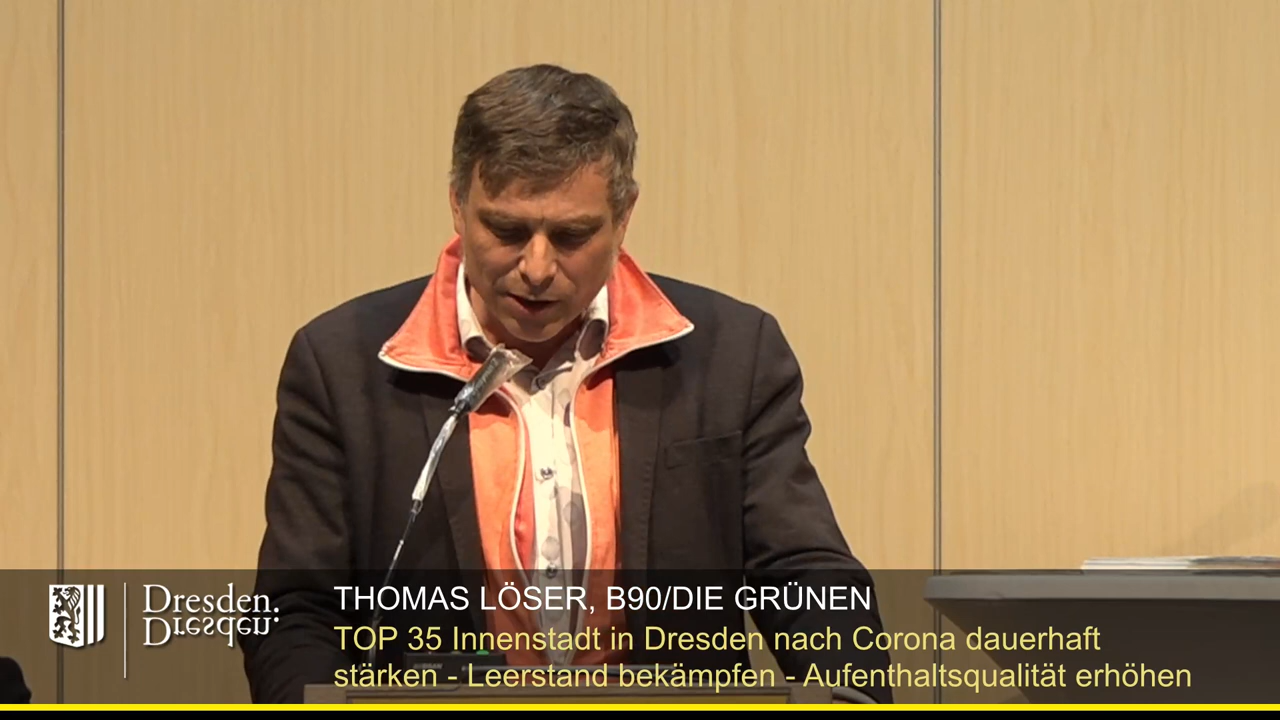 Dresden.
Dresden.
THOMAS LÖSER, B90/DIE GRÜNEN
TOP 35 Innenstadt in Dresden nach Corona dauerhaft
stärken - Leerstand bekämpfen - Aufenthaltsqualität erhöhen